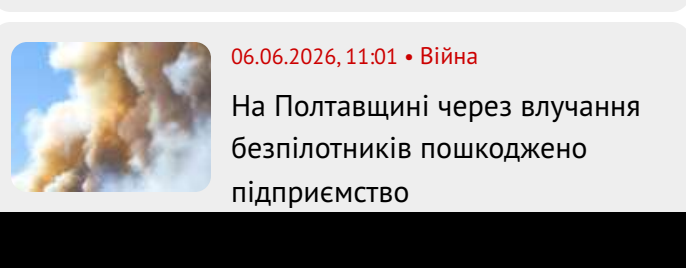 06.06.2026, 11:01 • Війна
На Полтавщині через влучання
безпілотників пошкоджено
підприємство